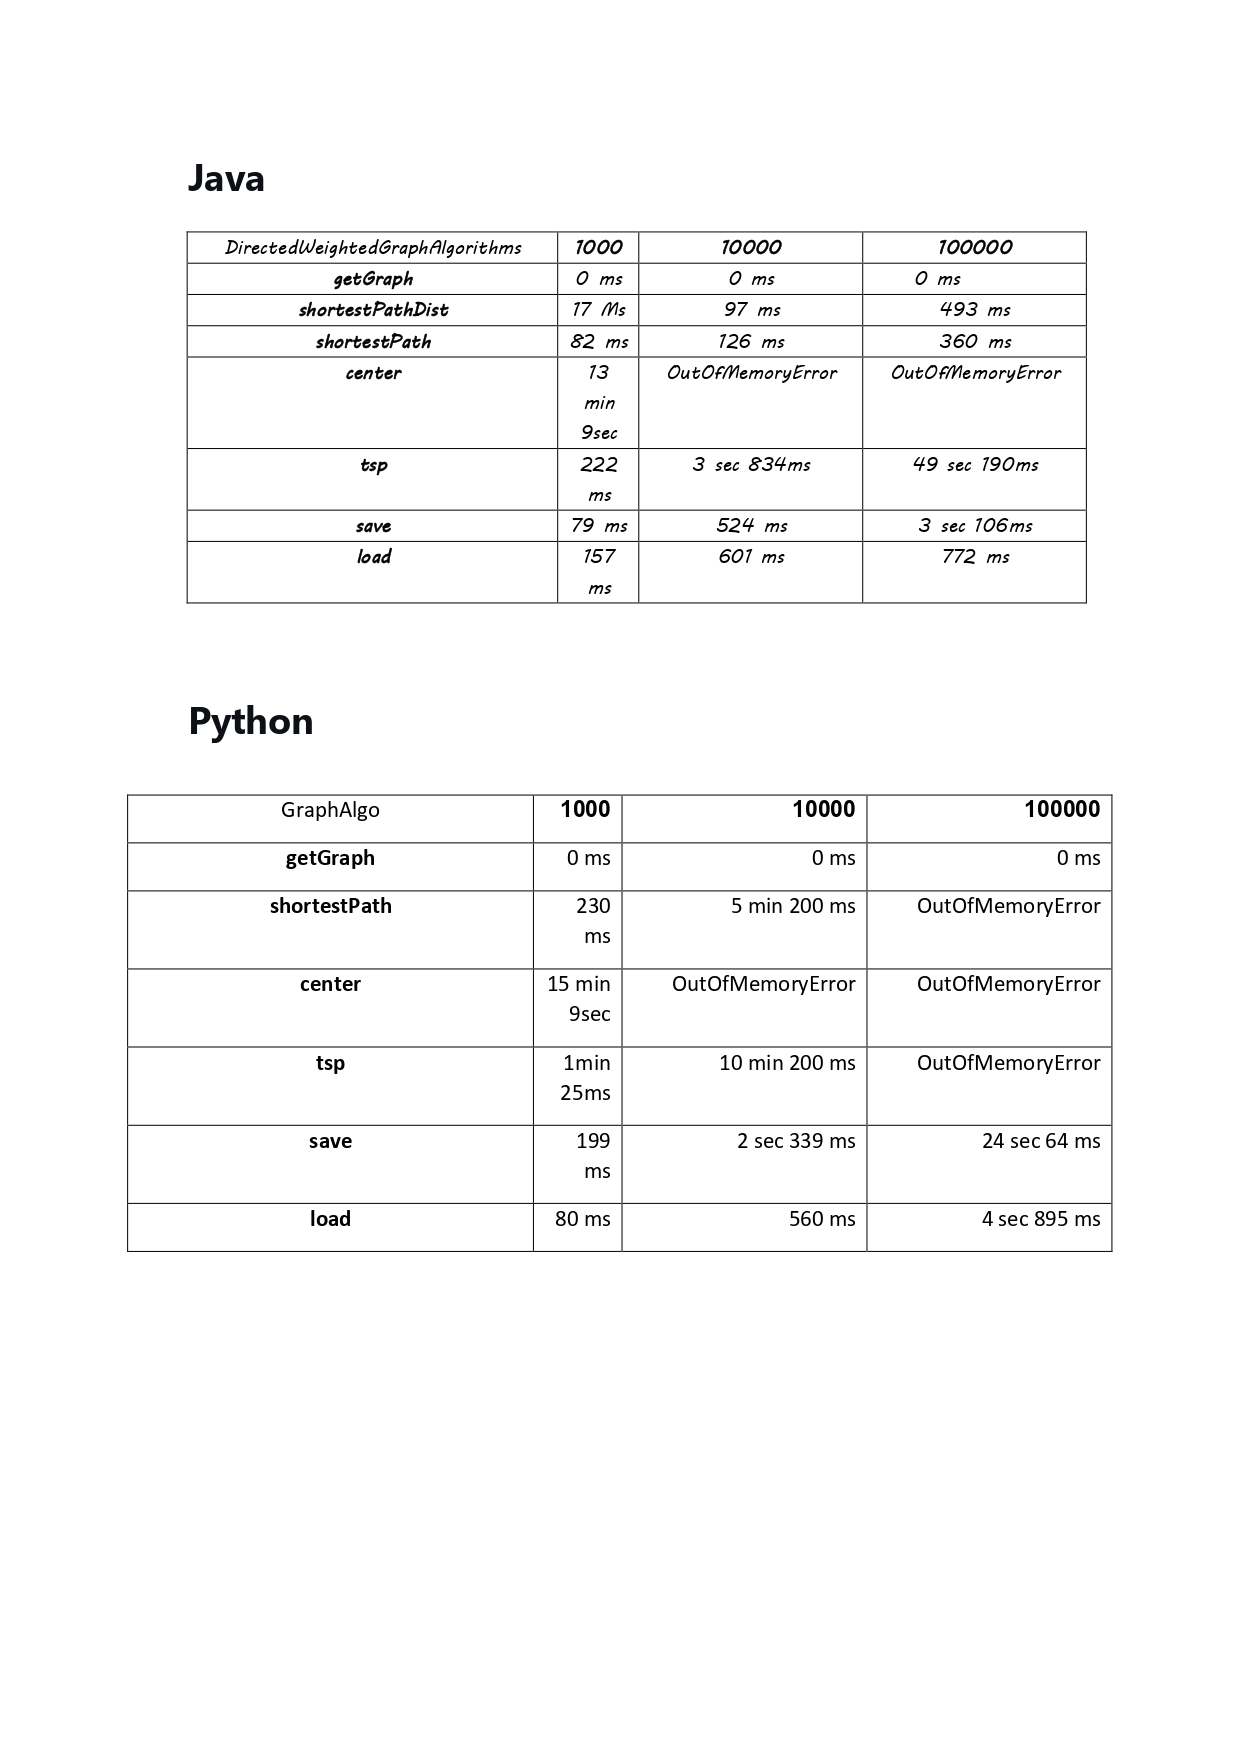 Java
DirectedWeightedGraphAlgorithms 1000 10000 100000
getGraph 0 ms 0 ms 0 ms
shortestPathDist 17 Ms 97 ms 493 ms
shortestPath 82 ms 126 ms 360 ms
center 13 OutOfMemoryError OutOfMemoryError
min
9sec
tsp 222 3 sec 834ms 49 sec 190ms
ms
save 79 ms 524 ms 3 sec 106ms
load 157 601 ms 772 ms
ms
Python
GraphAlgo 1000 10000 100000
getGraph 0 ms 0 ms 0 ms
shortestPath 230 5 min 200 ms OutOfMemoryError
ms
center 15 min OutOfMemoryError OutOfMemoryError
9sec
tsp 1min 10 min 200 ms OutOfMemoryError
25ms
save 199 2 sec 339 ms 24 sec 64 ms
ms
load 80 ms 560 ms 4 sec 895 ms